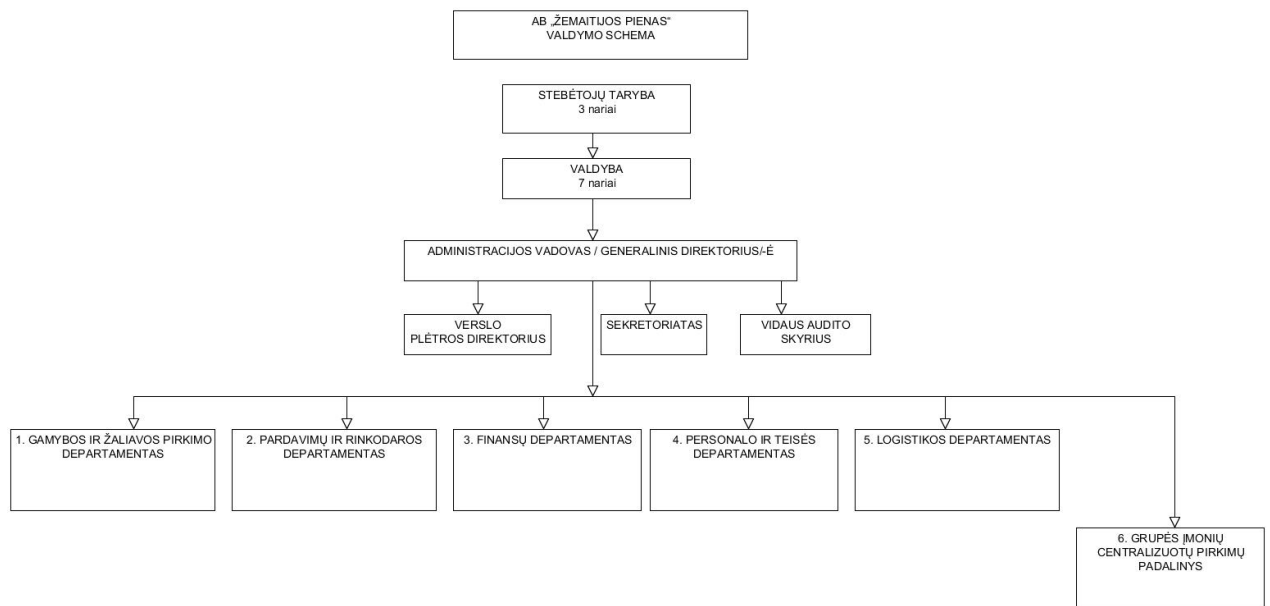 AB „ŽEMAITIJOS PIENAS“
VALDYMO SCHEMA
STEBĖTOJŲ TARYBA
3 nariai
VALDYBA
7 nariai
ADMINISTRACIJOS VADOVAS / GENERALINIS DIREKTORIUS/-Ė
VERSLO
PLĖTROS DIREKTORIUS
SEKRETORIATAS
VIDAUS AUDITO
SKYRIUS
1. GAMYBOS IR ŽALIAVOS PIRKIMO
DEPARTAMENTAS
2. PARDAVIMŲ IR RINKODAROS
DEPARTAMENTAS
3. FINANSŲ DEPARTAMENTAS
4. PERSONALO IR TEISĖS
DEPARTAMENTAS
5. LOGISTIKOS DEPARTAMENTAS
6. GRUPĖS ĮMONIŲ
CENTRALIZUOTŲ PIRKIMŲ
PADALINYS